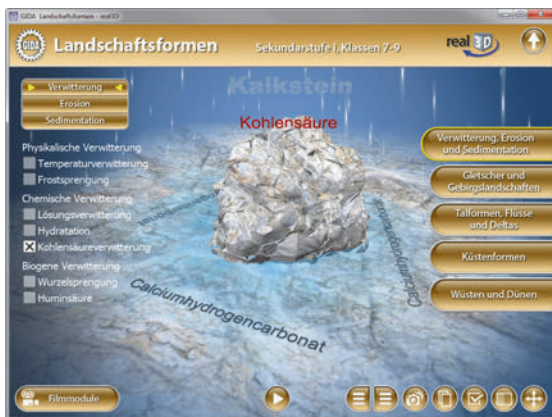 GIDA Landschaftsformen - real3D
GIDA
Landschaftsformen
Sekundarstufe I, Klassen 7-9
real 3D
Verwitterung
Erosion
Sedimentation
Physikalische Verwitterung
Temperaturverwitterung
Frostsprengung
Chemische Verwitterung
Lösungsverwitterung
Hydratation
Kohlensäureverwitterung
Biogene Verwitterung
Wurzelsprengung
Huminsäure
Kalkstein
Kohlensäure
Calciumhydrogencarbonat
Verwitterung, Erosion
und Sedimentation
Gletscher und
Gebirgslandschaften
Talformen, Flüsse
und Deltas
Küstenformen
Wüsten und Dünen
Filmmodule